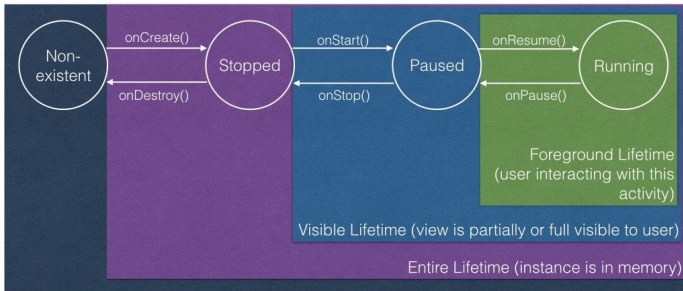 Non-
existent
onCreate()
onDestroy()
Stopped
onStart()
onStop()
Paused
onResume()
onPause()
Running
Foreground Lifetime
(user interacting with this
activity)
Visible Lifetime (view is partially or full visible to user)
Entire Lifetime (instance is in memory)